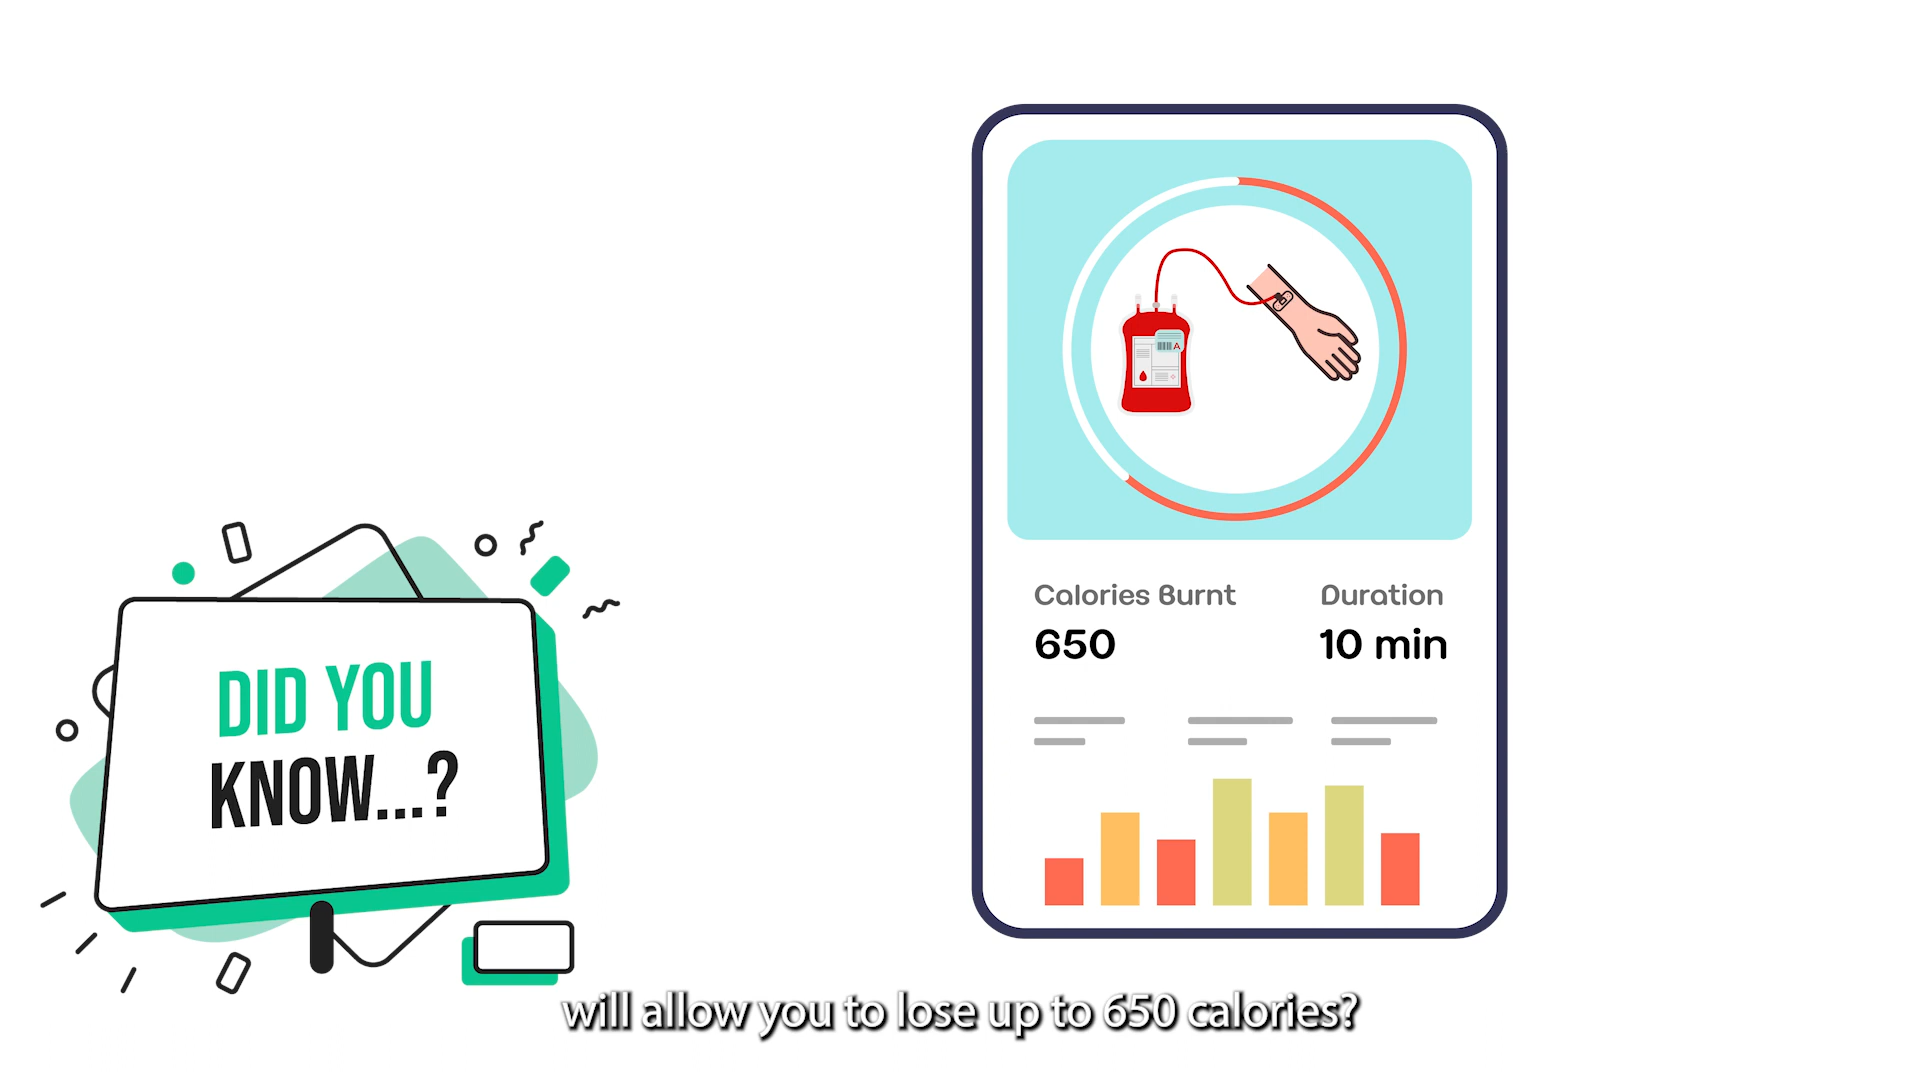 DID YOU
KNOW...?
A
Calories Burnt
650
Duration
10 min
will allow you to lose up to 650 calories?